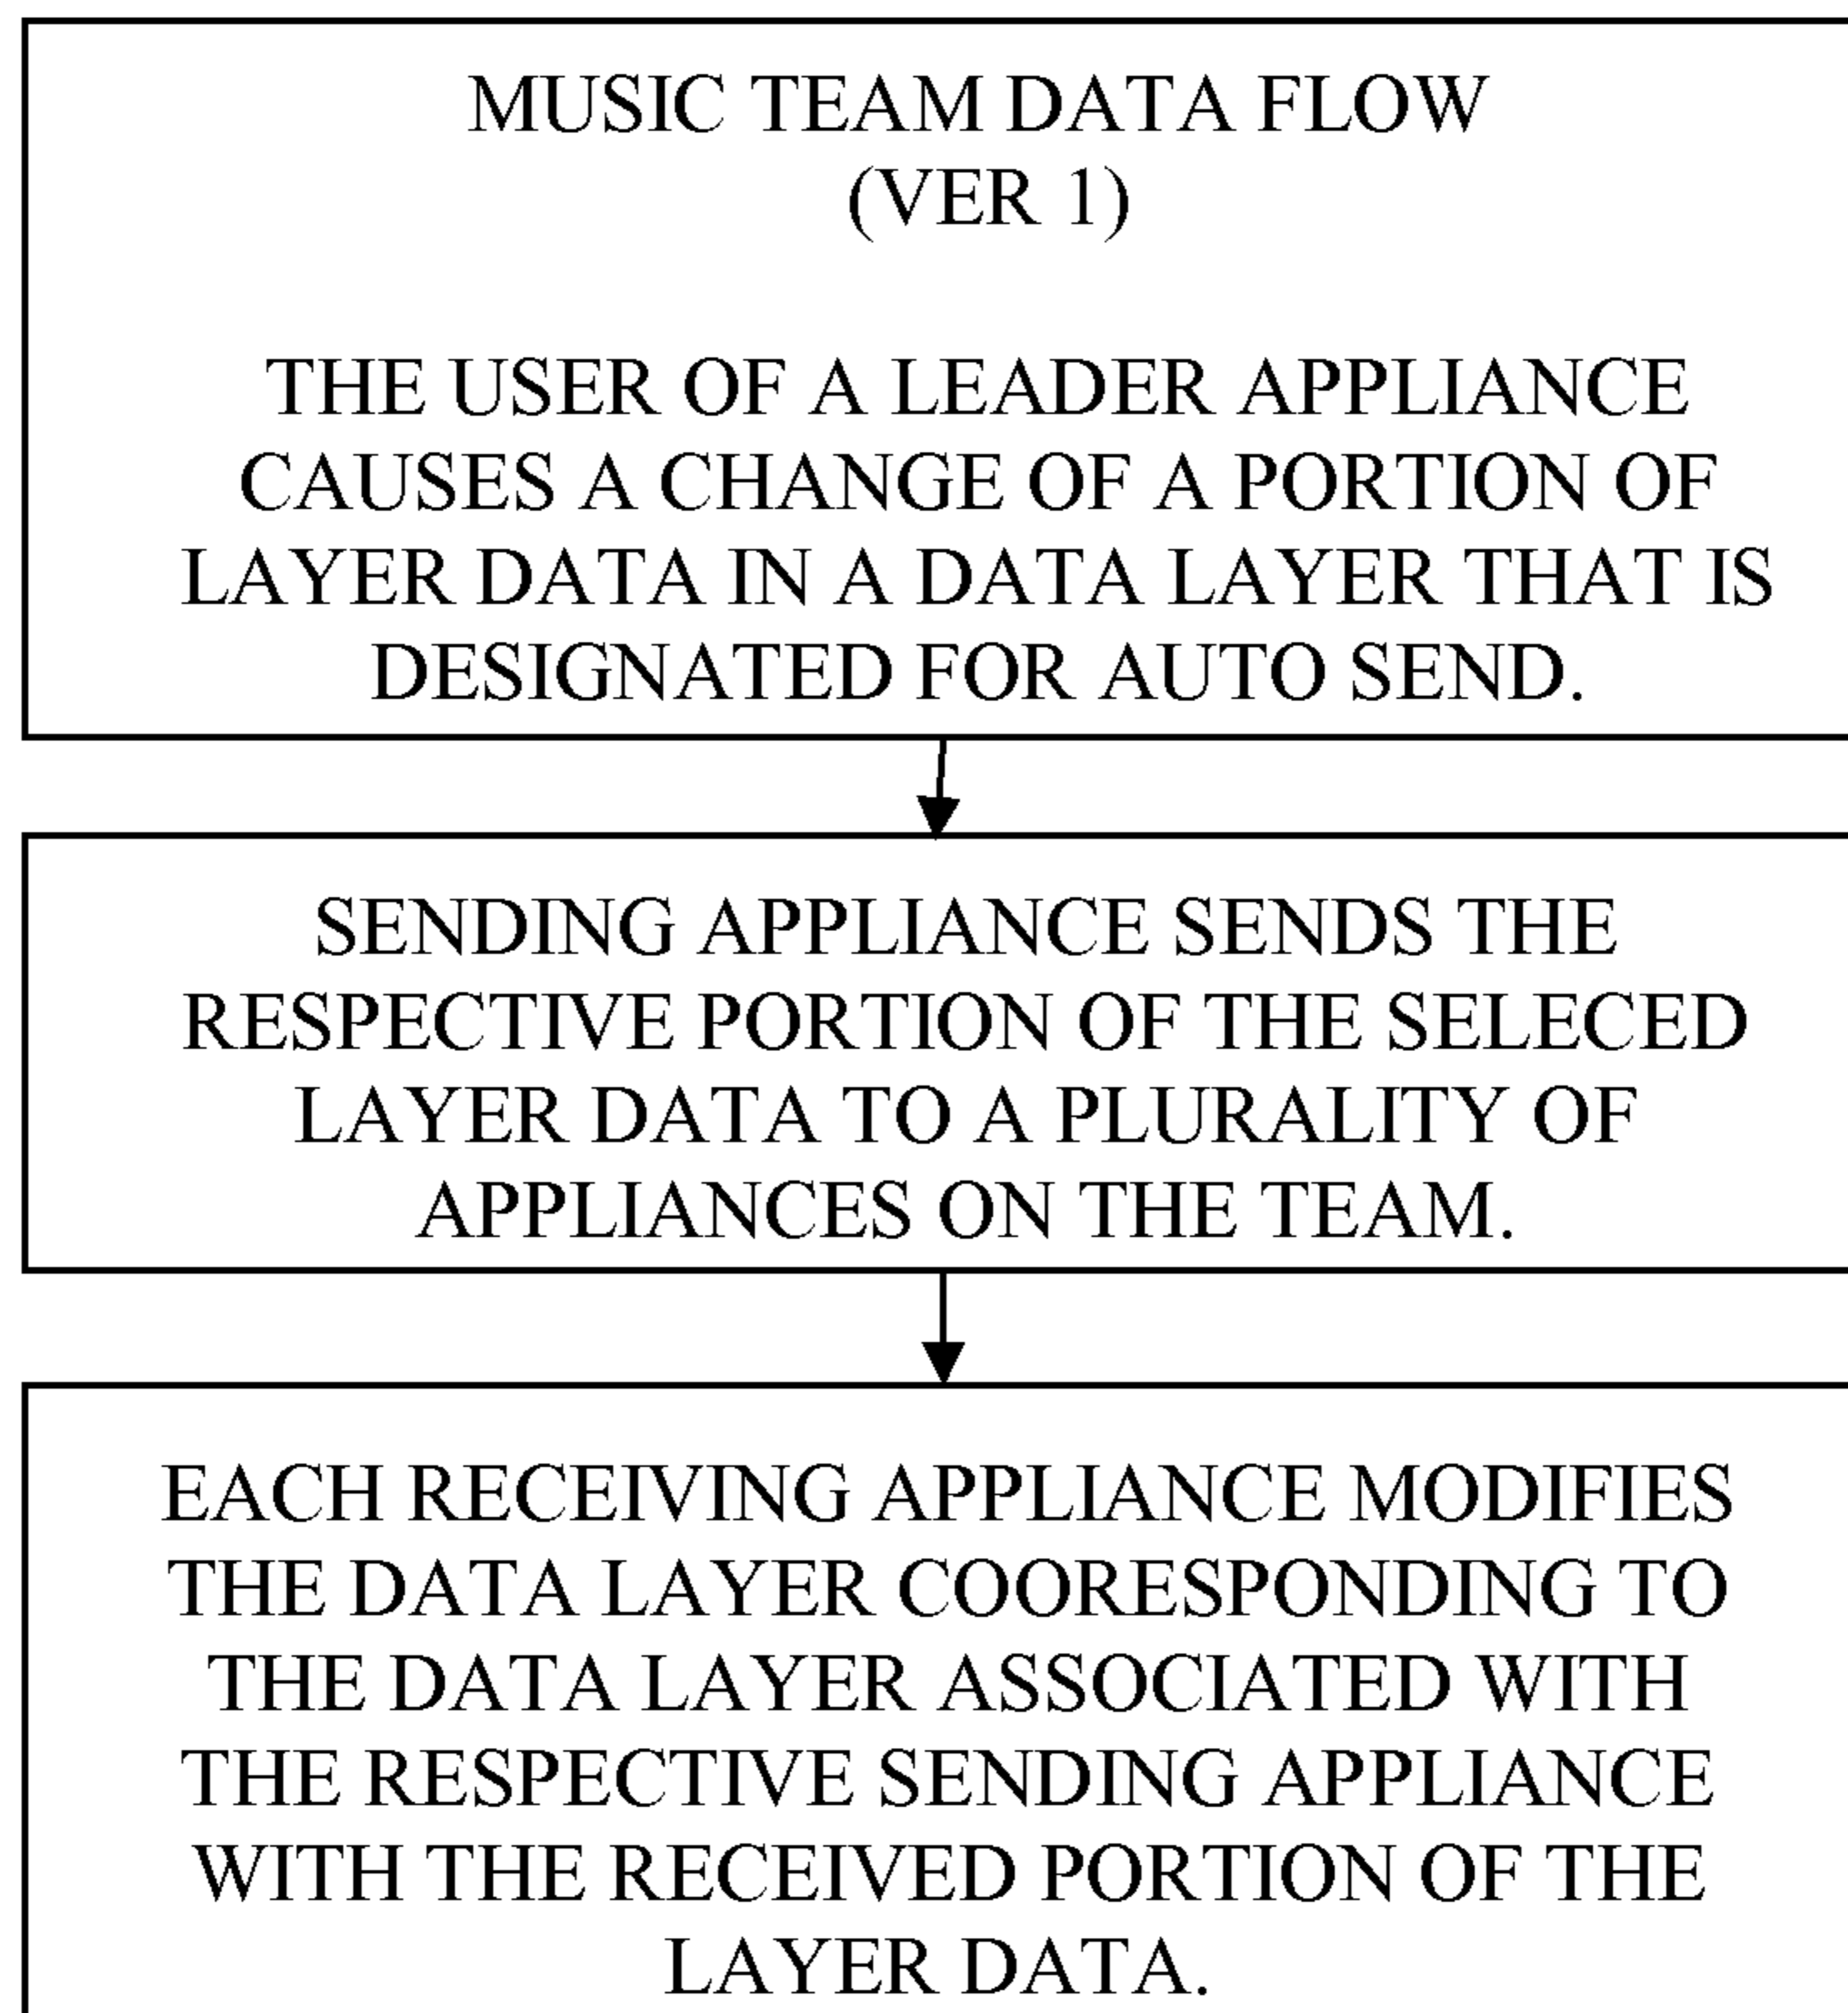 MUSIC TEAM DATA FLOW
(VER 1)
THE USER OF A LEADER APPLIANCE
CAUSES A CHANGE OF A PORTION OF
LAYER DATA IN A DATA LAYER THAT IS
DESIGNATED FOR AUTO SEND.
SENDING APPLIANCE SENDS THE
RESPECTIVE PORTION OF THE SELECED
LAYER DATA TO A PLURALITY OF
APPLIANCES ON THE TEAM.
EACH RECEIVING APPLIANCE MODIFIES
THE DATA LAYER COORESPONDING TO
THE DATA LAYER ASSOCIATED WITH
THE RESPECTIVE SENDING APPLIANCE
WITH THE RECEIVED PORTION OF THE
LAYER DATA.